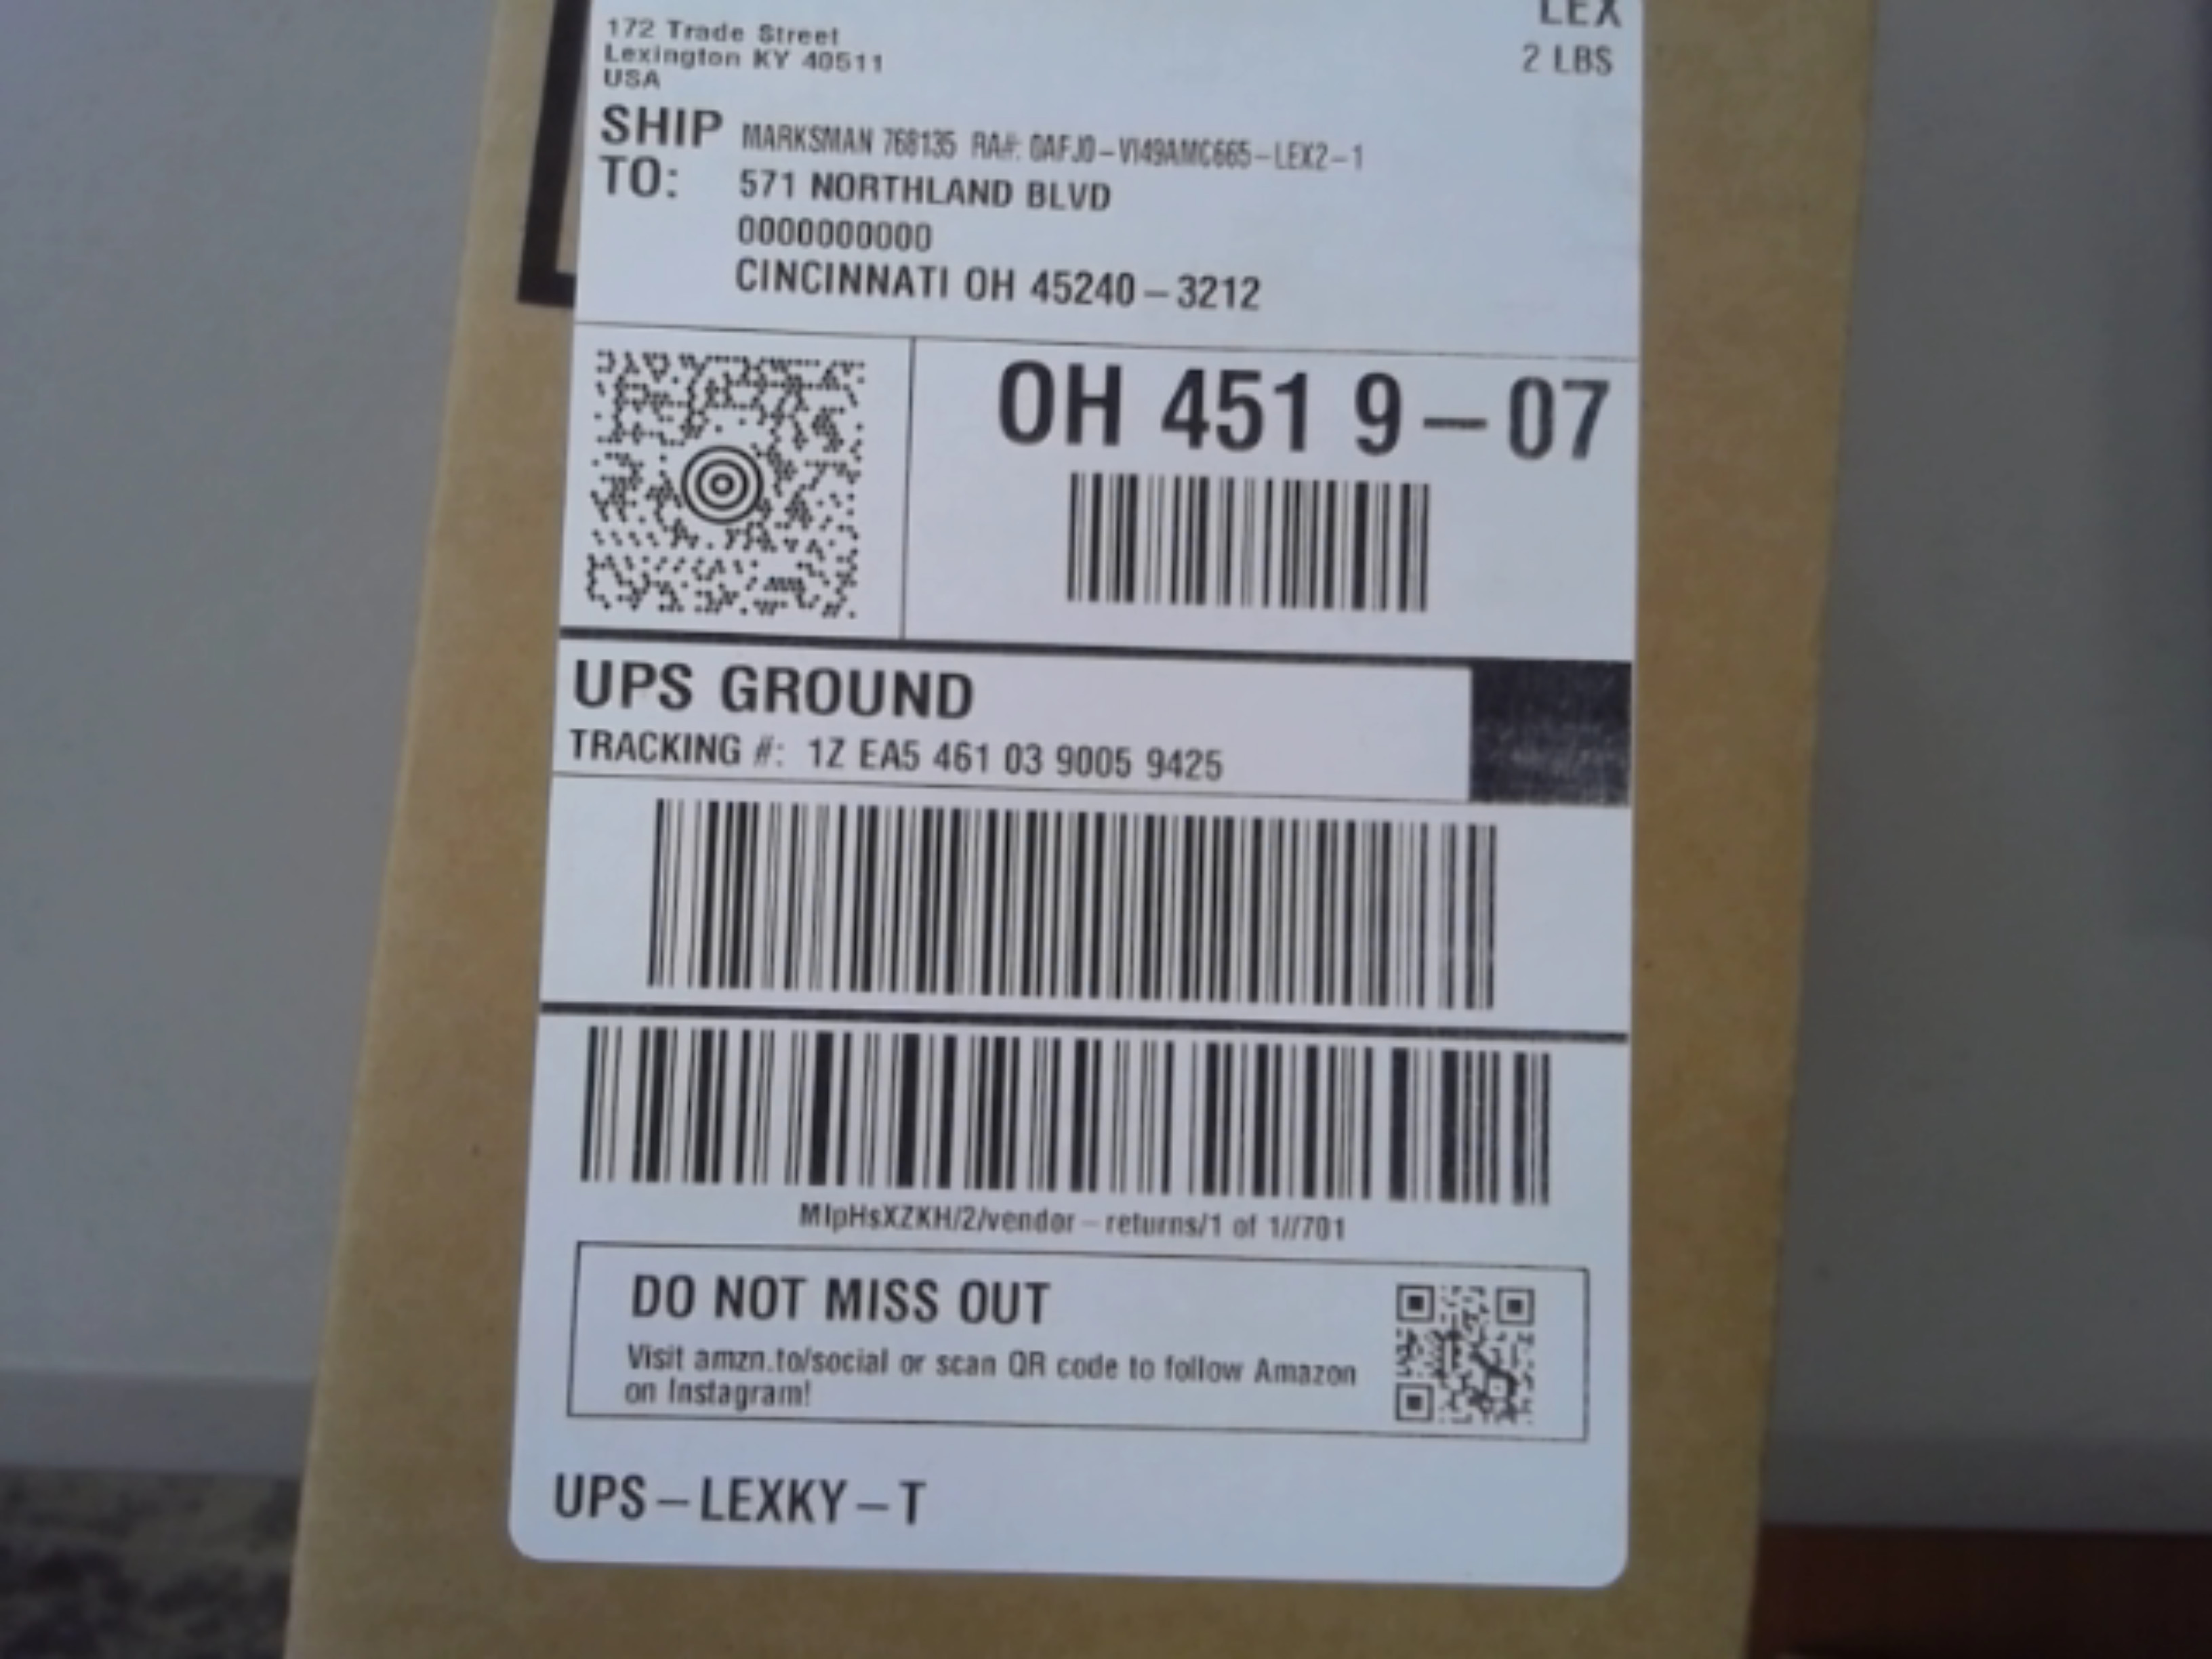 LEX
172 Trade Street
2 LBS
Lexington KY 40511
USA
SHIP TO: MARKSMAN 768135 RA#: 0AFJ0-VI49AMC665-LEX2-1
571 NORTHLAND BLVD
0000000000
CINCINNATI OH 45240-3212
OH 451 9-07
UPS GROUND
TRACKING #: 1Z EA5 461 03 9005 9425
MIpHsXZKH/2/vendor-returns/1 of 1//701
DO NOT MISS OUT
Visit amzn.to/social or scan QR code to follow Amazon
on Instagram!
UPS-LEXKY-T